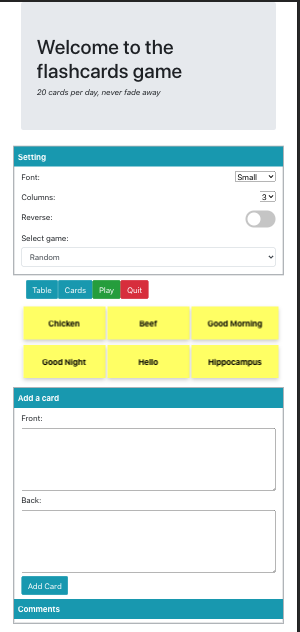 Welcome to the
flashcards game
20 cards per day, never fade away
Setting
Font: Small
Columns: 3
Reverse:
Select game:
Random
Table Cards Play Quit
Chicken Beef Good Morning
Good Night Hello Hippocampus
Add a card
Front:
Back:
Add Card
Comments